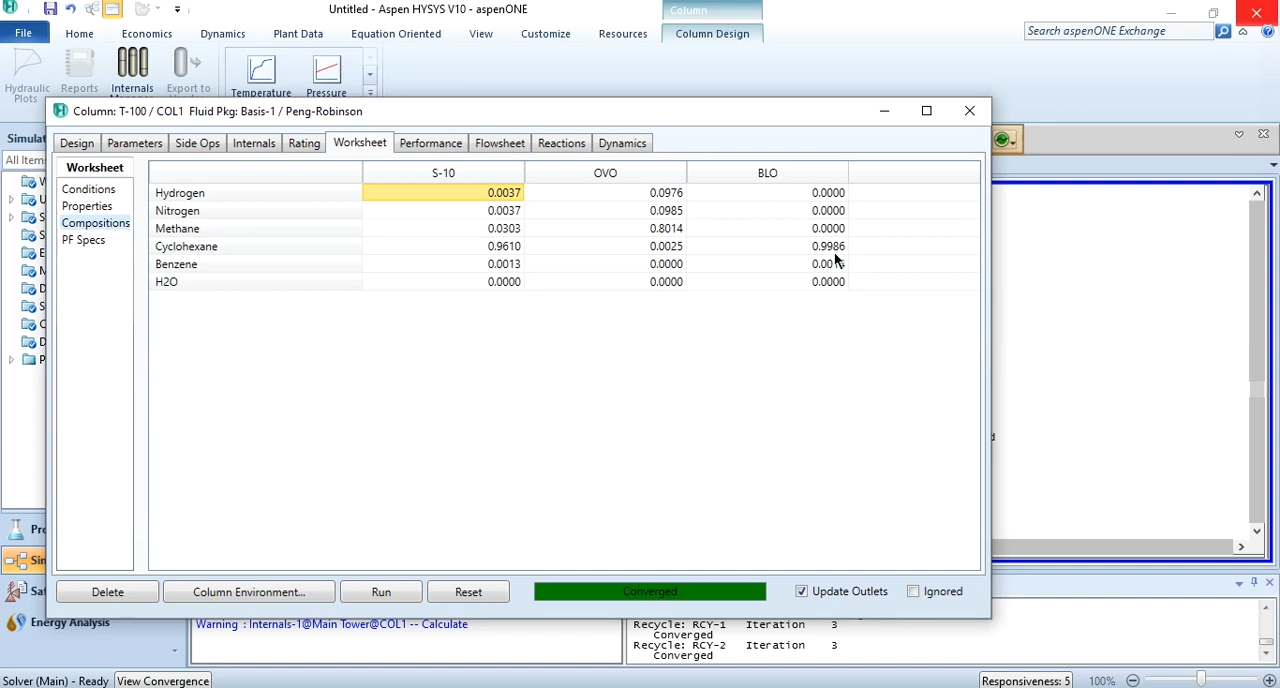 Untitled - Aspen HYSYS V10 - aspenONE
Column
File Home Economics Dynamics Plant Data Equation Oriented View Customize Resources Column Design
Search aspenONE Exchange
Hydraulic Plots
Reports
Internals
Export to
Temperature
Pressure
Column: T-100 / COL1 Fluid Pkg: Basis-1 / Peng-Robinson
Design Parameters Side Ops Internals Rating Worksheet Performance Flowsheet Reactions Dynamics
Worksheet
Conditions
Properties
Compositions
PF Specs
S-10 OVO BLO
Hydrogen 0.0037 0.0976 0.0000
Nitrogen 0.0037 0.0985 0.0000
Methane 0.0303 0.8014 0.0000
Cyclohexane 0.9610 0.0025 0.9986
Benzene 0.0013 0.0000
H2O 0.0000 0.0000 0.0000
Delete Column Environment... Run Reset Converged Update Outlets Ignored
All Items
Energy Analysis
Warning : Internals-1@Main Tower@COL1 -- Calculate
Recycle: RCY-1 Iteration 3
Converged
Recycle: RCY-2 Iteration 3
Converged
Solver (Main) - Ready View Convergence
Responsiveness: 5 100%